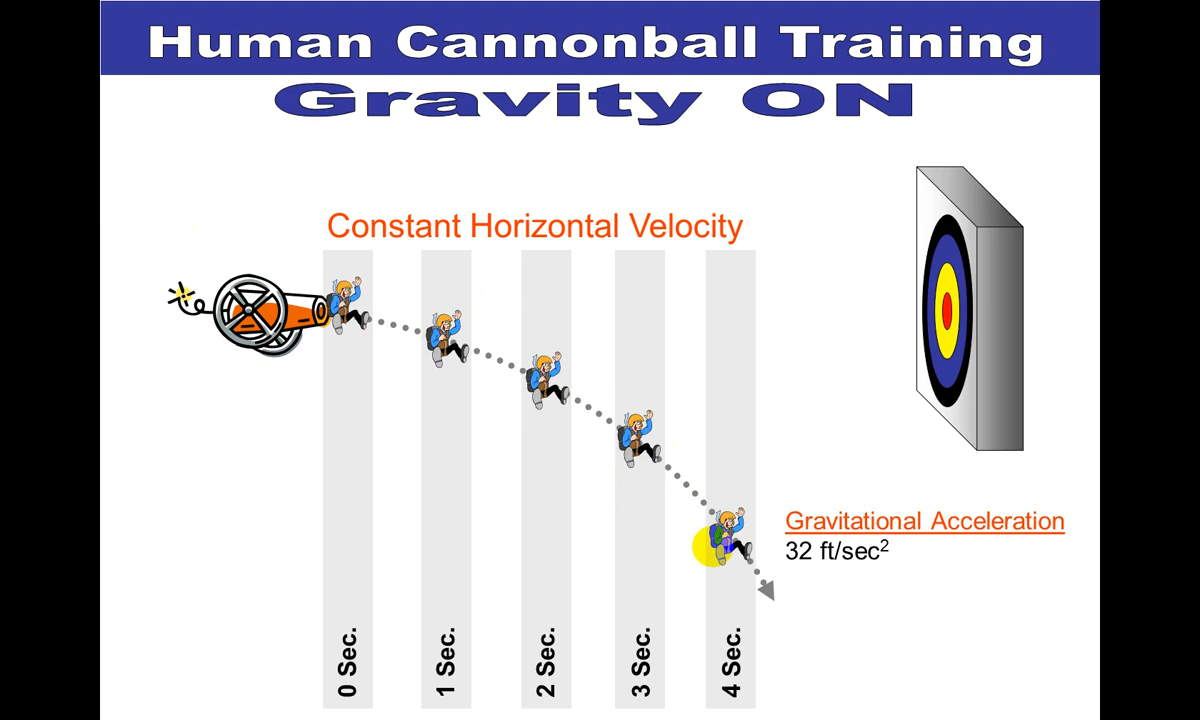 Human Cannonball Training
Gravity ON
Constant Horizontal Velocity
Gravitational Acceleration
32 ft/sec²
0 Sec.
1 Sec.
2 Sec.
3 Sec.
4 Sec.